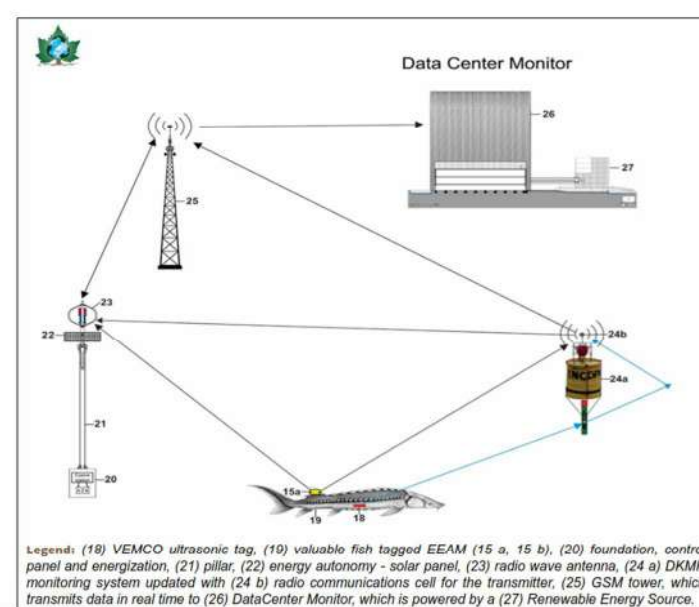 Data Center Monitor
26
27
25
23
22
24b
INCDPM
24a
21
20
15a
19
18
Legend: (18) VEMCO ultrasonic tag, (19) valuable fish tagged EEAM (15 a, 15 b), (20) foundation, contro
panel and energization, (21) pillar, (22) energy autonomy - solar panel, (23) radio wave antenna, (24 a) DKM
monitoring system updated with (24 b) radio communications cell for the transmitter, (25) GSM tower, whic
transmits data in real time to (26) DataCenter Monitor, which is powered by a (27) Renewable Energy Source.